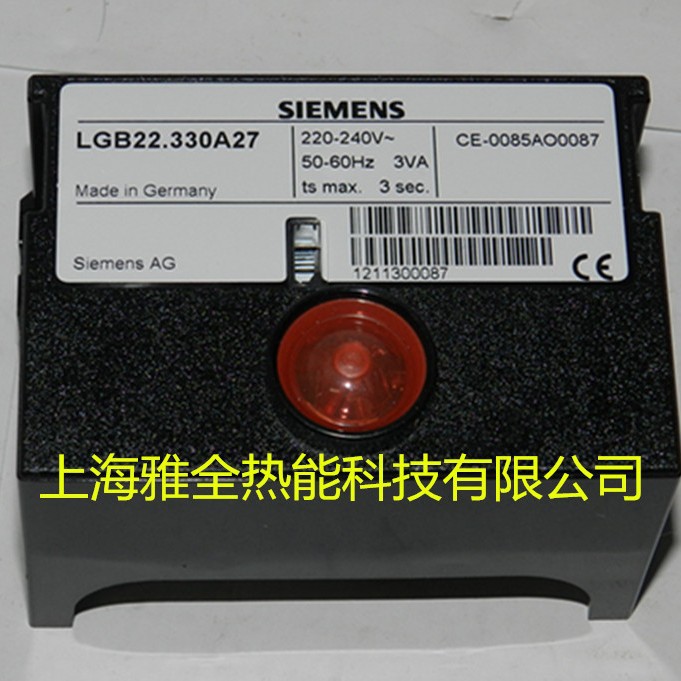 SIEMENS
LGB22.330A27
220-240V~
50-60Hz 3VA
ts max. 3 sec.
CE-0085AO0087
Made in Germany
Siemens AG
1211300087
CE
上海雅全热能科技有限公司